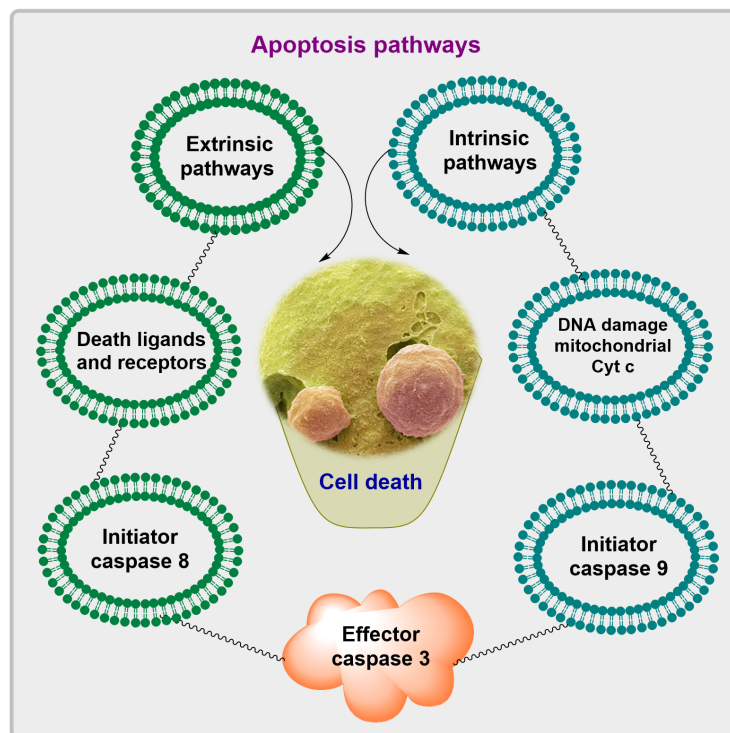 Apoptosis pathways
Extrinsic
pathways
Intrinsic
pathways
Death ligands
and receptors
DNA damage
mitochondrial
Cyt c
Cell death
Initiator
caspase 8
Initiator
caspase 9
Effector
caspase 3